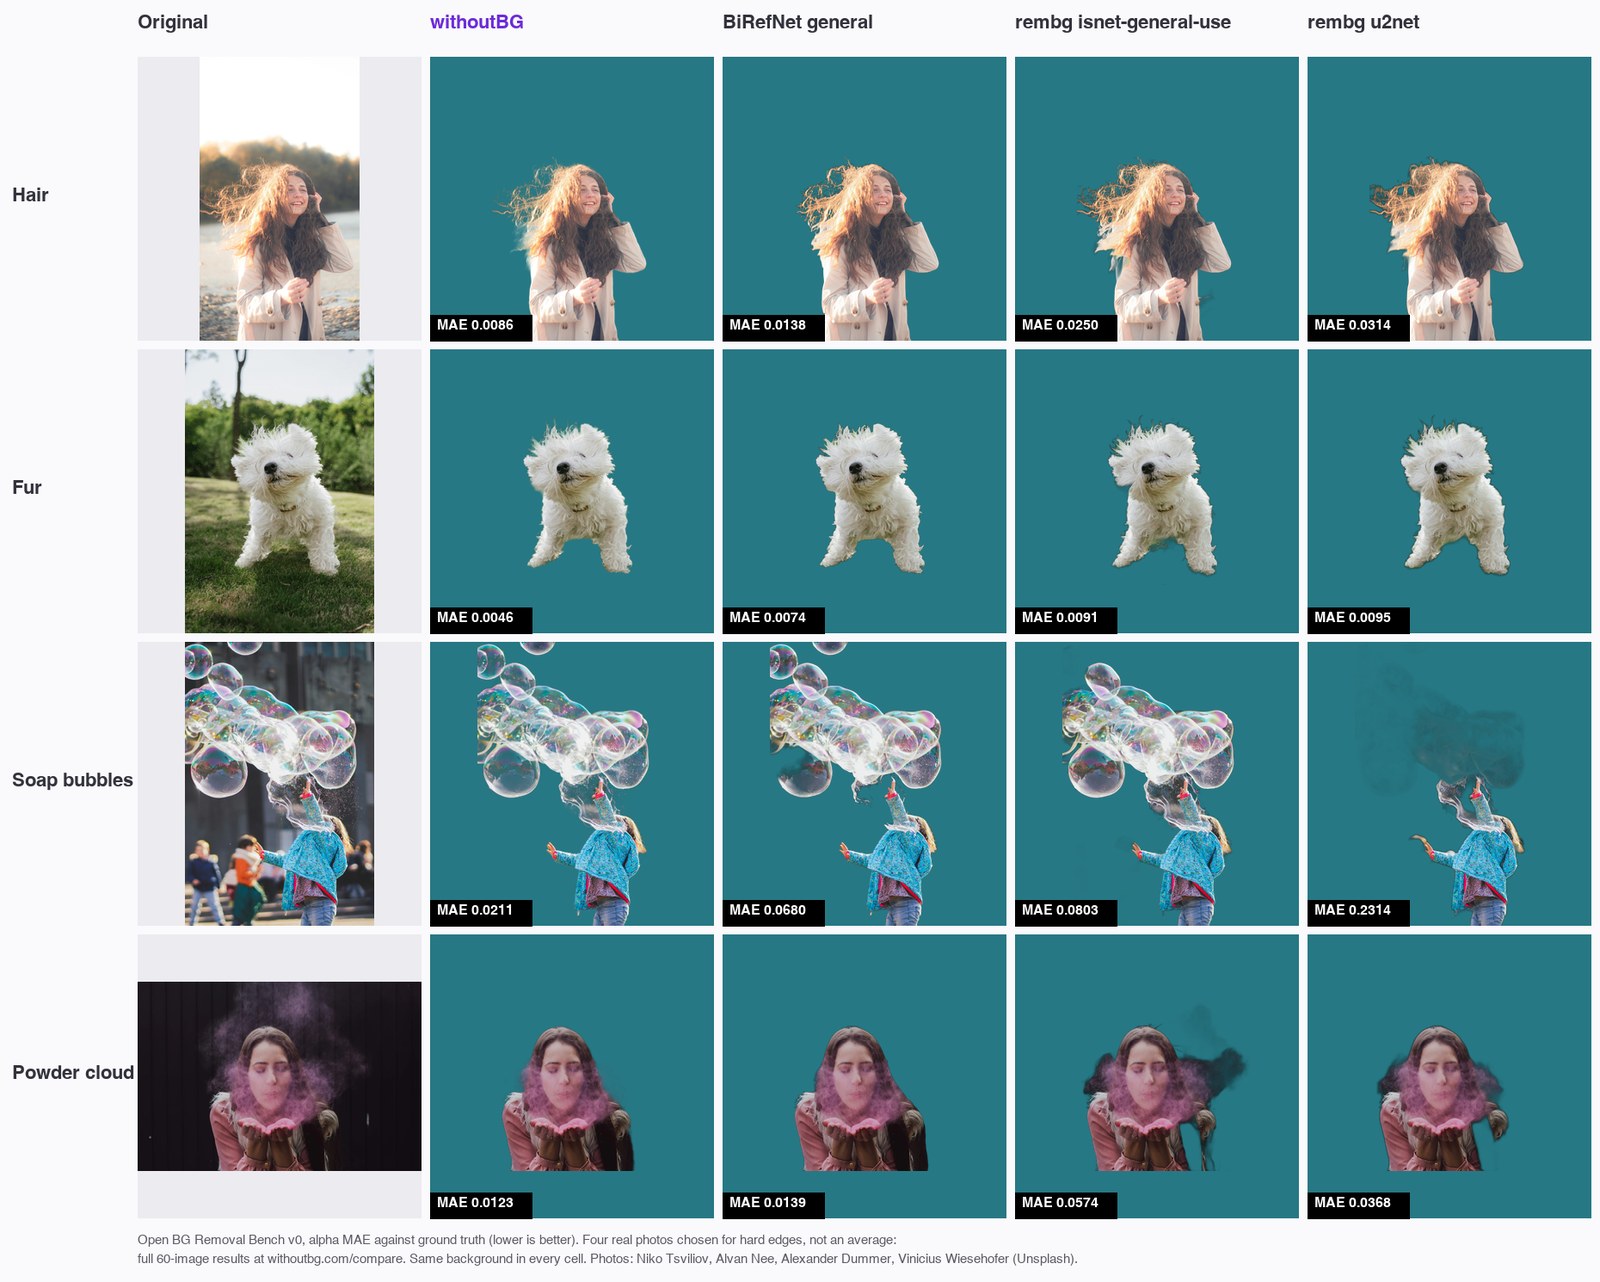 Original withoutBG BiRefNet general rembg isnet-general-use rembg u2net
Hair
MAE 0.0086 MAE 0.0138 MAE 0.0250 MAE 0.0314
Fur
MAE 0.0046 MAE 0.0074 MAE 0.0091 MAE 0.0095
Soap bubbles
MAE 0.0211 MAE 0.0680 MAE 0.0803 MAE 0.2314
Powder cloud
MAE 0.0123 MAE 0.0139 MAE 0.0574 MAE 0.0368
Open BG Removal Bench v0, alpha MAE against ground truth (lower is better). Four real photos chosen for hard edges, not an average:
full 60-image results at withoutbg.com/compare. Same background in every cell. Photos: Niko Tsviliov, Alvan Nee, Alexander Dummer, Vinicius Wiesehofer (Unsplash).